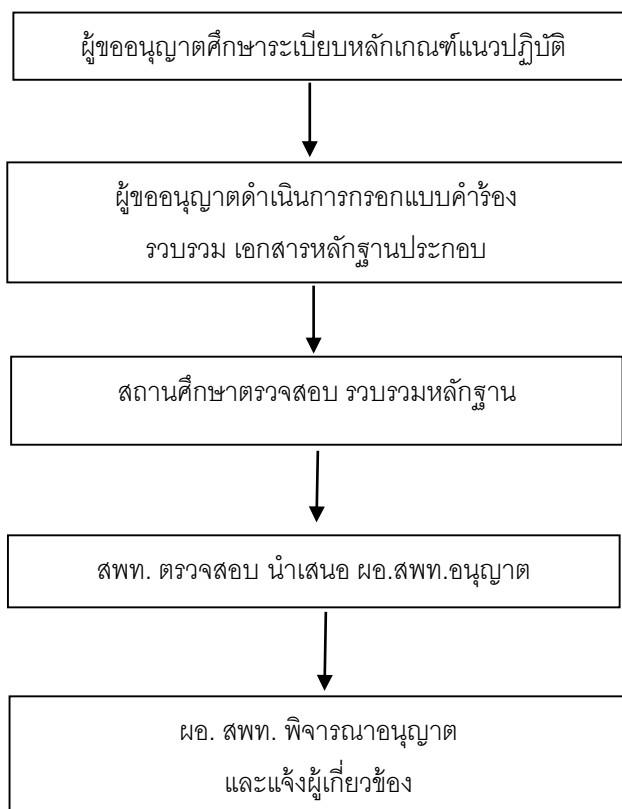 ผู้ขออนุญาตศึกษาระเบียบหลักเกณฑ์แนวปฏิบัติ
ผู้ขออนุญาตดำเนินการกรอกแบบคำร้อง
รวบรวม เอกสารหลักฐานประกอบ
สถานศึกษาตรวจสอบ รวบรวมหลักฐาน
สพท. ตรวจสอบ นำเสนอ ผอ.สพท.อนุญาต
ผอ. สพท. พิจารณาอนุญาต
และแจ้งผู้เกี่ยวข้อง